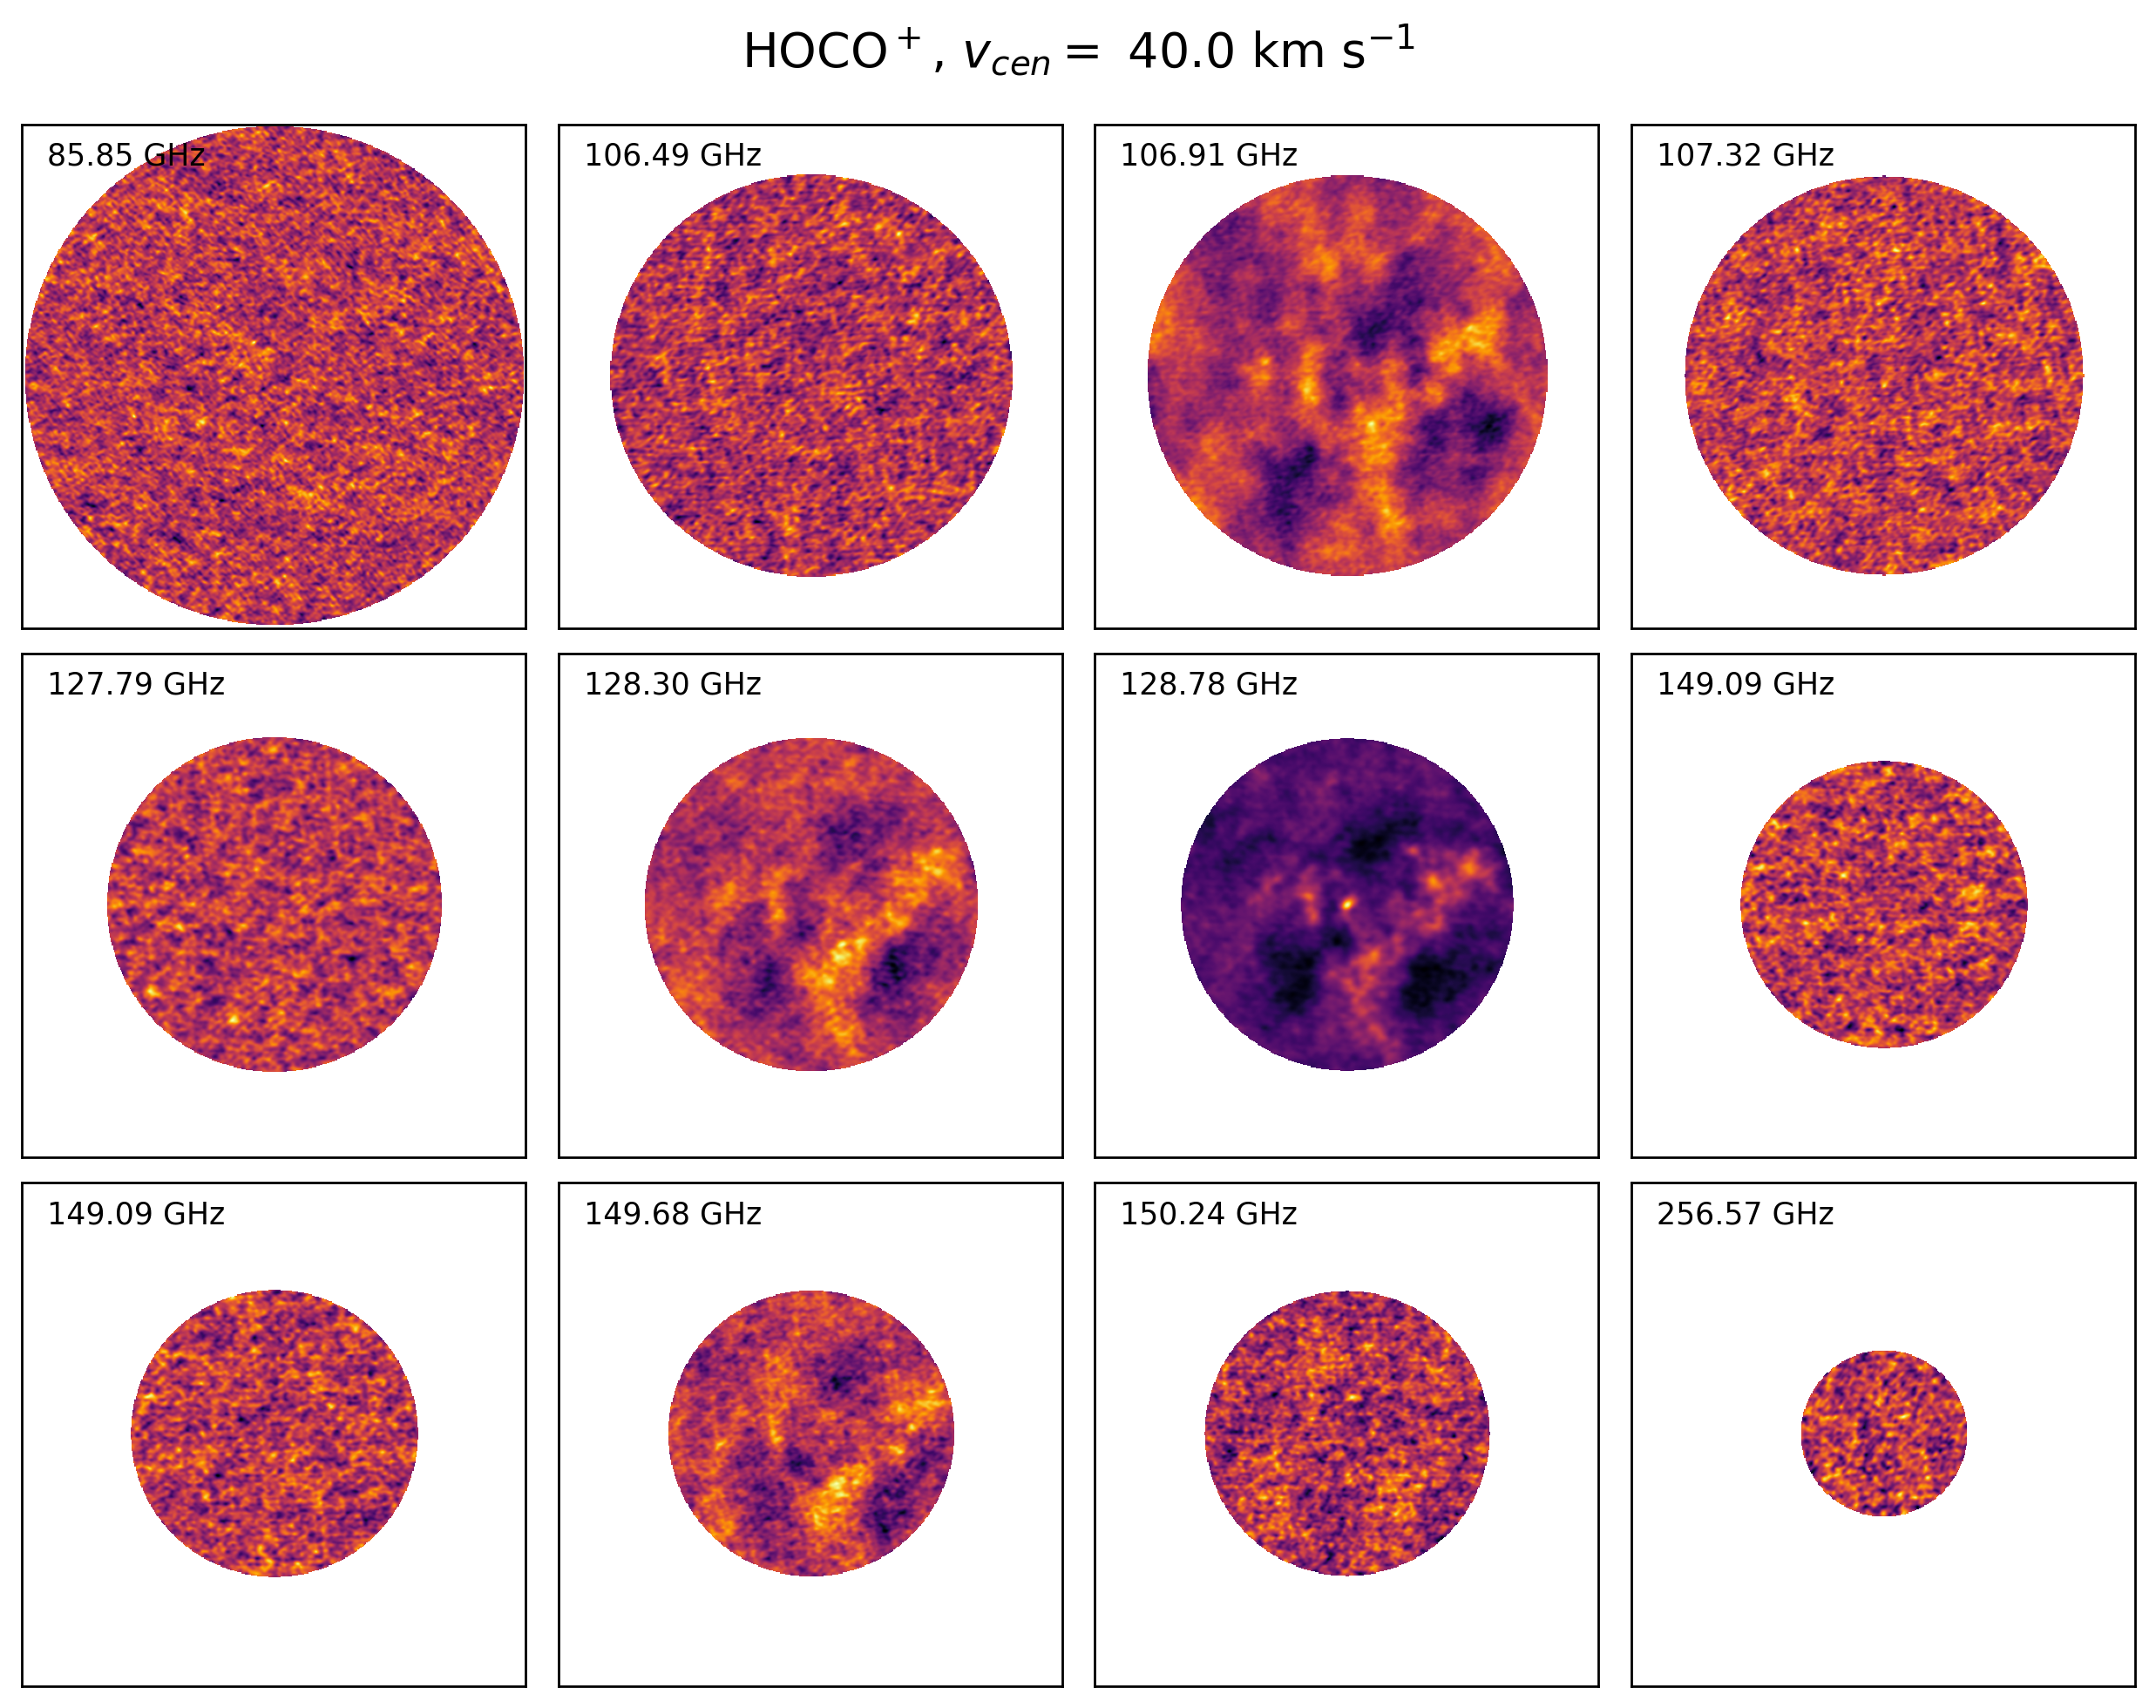 HOCO⁺, v_cen = 40.0 km s⁻¹
85.85 GHz
106.49 GHz
106.91 GHz
107.32 GHz
127.79 GHz
128.30 GHz
128.78 GHz
149.09 GHz
149.09 GHz
149.68 GHz
150.24 GHz
256.57 GHz